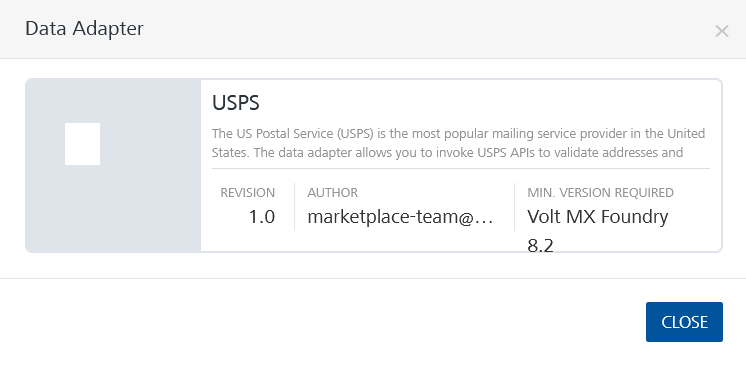 Data Adapter
×
USPS
The US Postal Service (USPS) is the most popular mailing service provider in the United
States. The data adapter allows you to invoke USPS APIs to validate addresses and
REVISION
1.0
AUTHOR
marketplace-team@...
MIN. VERSION REQUIRED
Volt MX Foundry
8.2
CLOSE